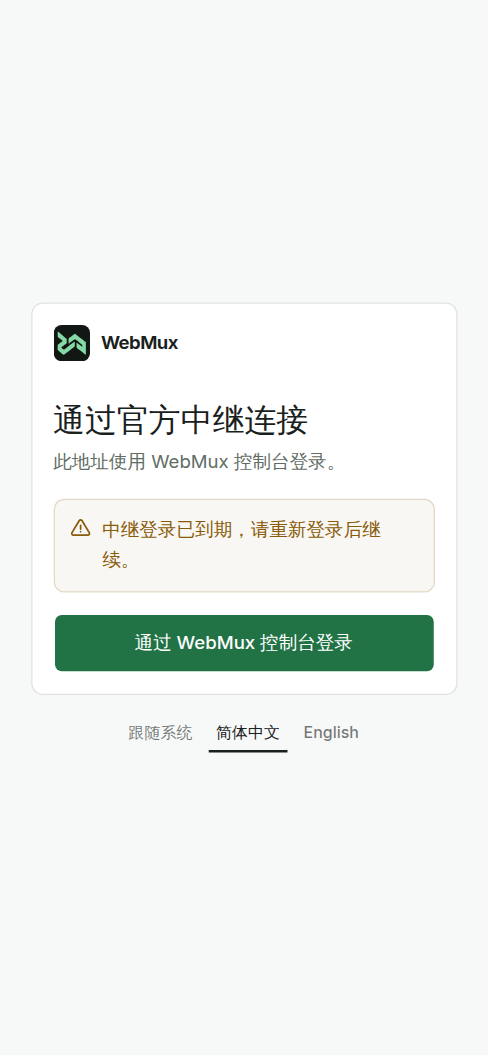 WebMux
通过官方中继连接
此地址使用 WebMux 控制台登录。
中继登录已到期，请重新登录后继
续。
通过 WebMux 控制台登录
跟随系统 简体中文 English